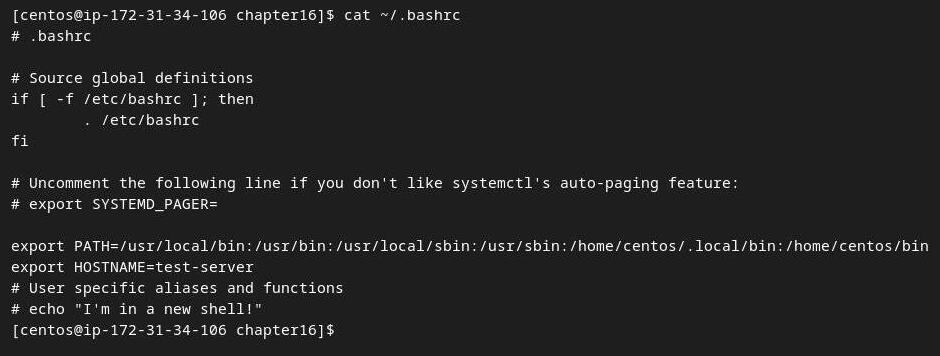 [centos@ip-172-31-34-106 chapter16]$ cat ~/.bashrc
# .bashrc

# Source global definitions
if [ -f /etc/bashrc ]; then
        . /etc/bashrc
fi

# Uncomment the following line if you don't like systemctl's auto-paging feature:
# export SYSTEMD_PAGER=

export PATH=/usr/local/bin:/usr/bin:/usr/local/sbin:/usr/sbin:/home/centos/.local/bin:/home/centos/bin
export HOSTNAME=test-server
# User specific aliases and functions
# echo "I'm in a new shell!"
[centos@ip-172-31-34-106 chapter16]$